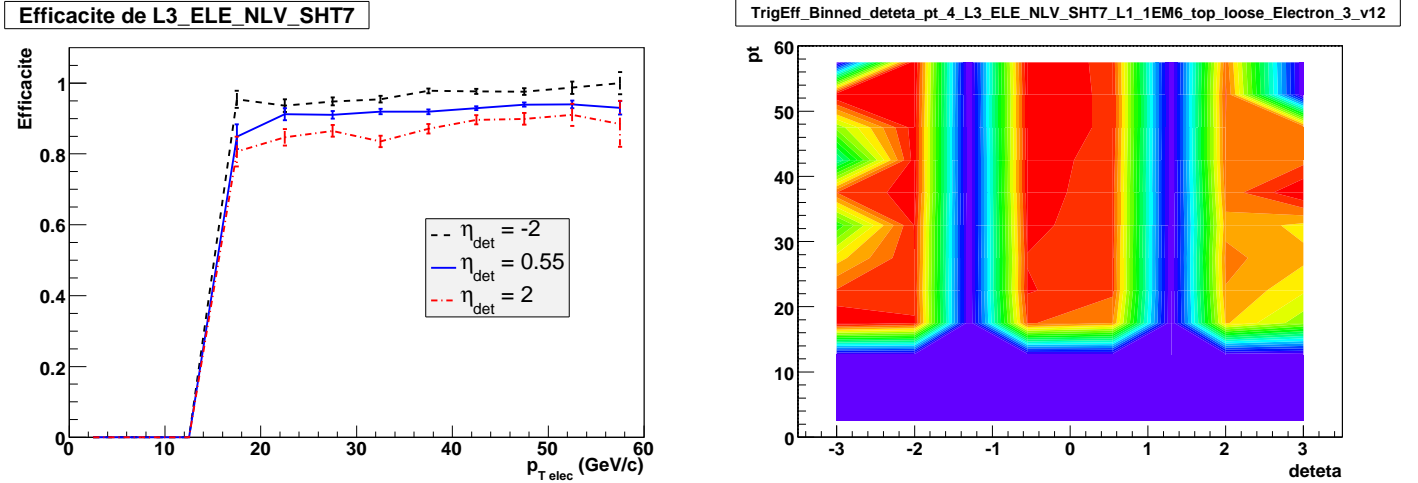 Efficacite de L3_ELE_NLV_SHT7
Efficacite
1
0.8
0.6
0.4
0.2
0
η_det = -2
η_det = 0.55
η_det = 2
0 10 20 30 40 50 60
p_T elec (GeV/c)
TrigEff_Binned_deteta_pt_4_L3_ELE_NLV_SHT7_L1_1EM6_top_loose_Electron_3_v12
pt
60
50
40
30
20
10
0
-3 -2 -1 0 1 2 3
deteta